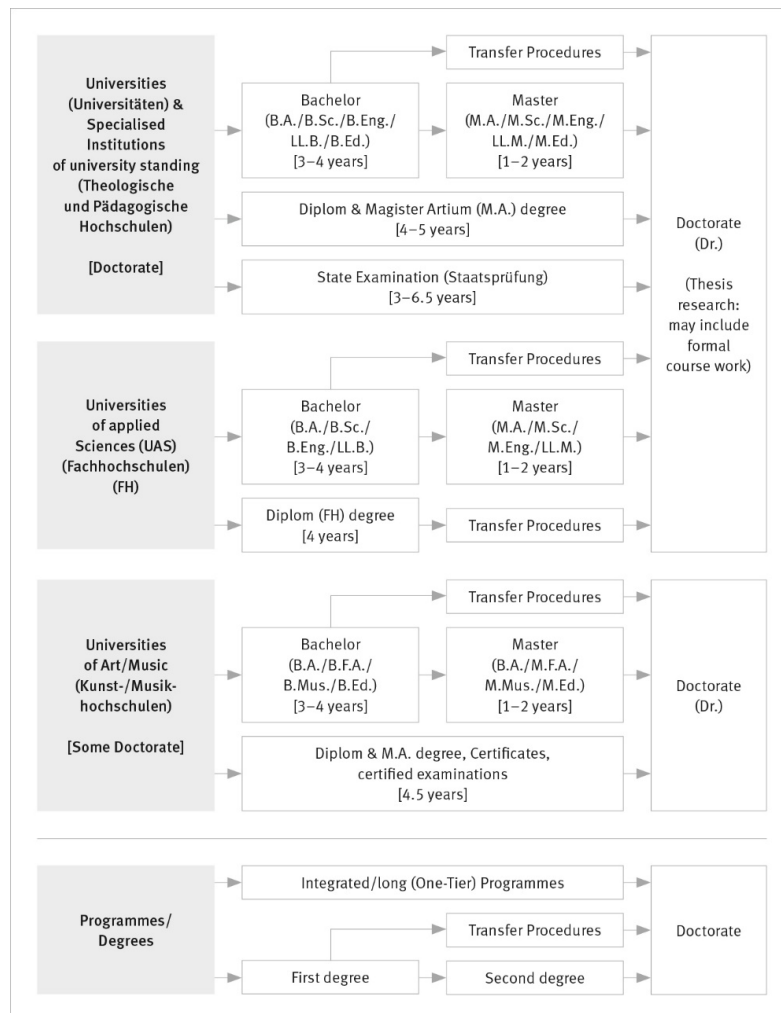 Transfer Procedures
Universities
(Universitäten) &
Specialised
Institutions
of university standing
(Theologische
und Pädagogische
Hochschulen)
[Doctorate]
Bachelor
(B.A./B.Sc./B.Eng./
LL.B./B.Ed.)
[3–4 years]
Master
(M.A./M.Sc./M.Eng./
LL.M./M.Ed.)
[1–2 years]
Diplom & Magister Artium (M.A.) degree
[4–5 years]
State Examination (Staatsprüfung)
[3–6.5 years]
Doctorate
(Dr.)
(Thesis
research:
may include
formal
course work)
Transfer Procedures
Universities
of applied
Sciences (UAS)
(Fachhochschulen)
(FH)
Bachelor
(B.A./B.Sc./
B.Eng./LL.B.)
[3–4 years]
Master
(M.A./M.Sc./
M.Eng./LL.M.)
[1–2 years]
Diplom (FH) degree
[4 years]
Transfer Procedures
Transfer Procedures
Universities
of Art/Music
(Kunst-/Musik-
hochschulen)
[Some Doctorate]
Bachelor
(B.A./B.F.A./
B.Mus./B.Ed.)
[3–4 years]
Master
(B.A./M.F.A./
M.Mus./M.Ed.)
[1–2 years]
Diplom & M.A. degree, Certificates,
certified examinations
[4.5 years]
Doctorate
(Dr.)
Programmes/
Degrees
Integrated/long (One-Tier) Programmes
Transfer Procedures
First degree
Second degree
Doctorate